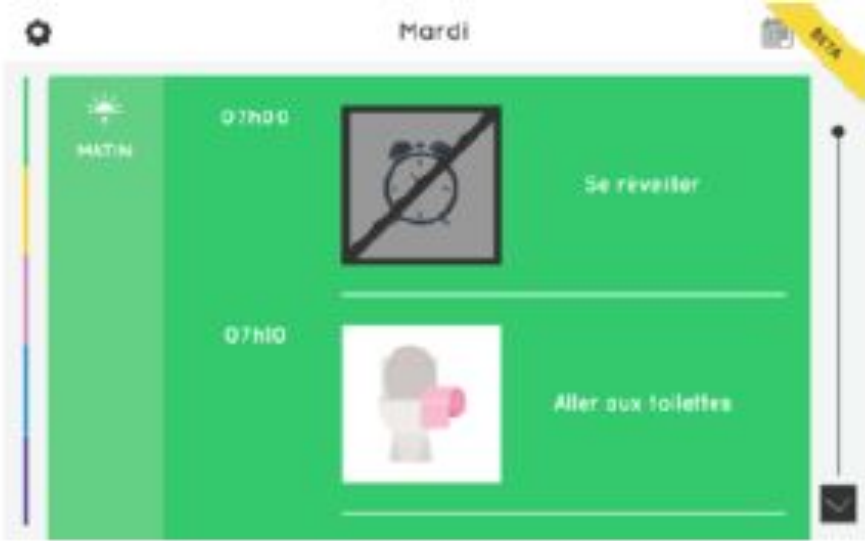 Mardi
BETA
MATIN
07h00
Se réveiller
07h10
Aller aux toilettes